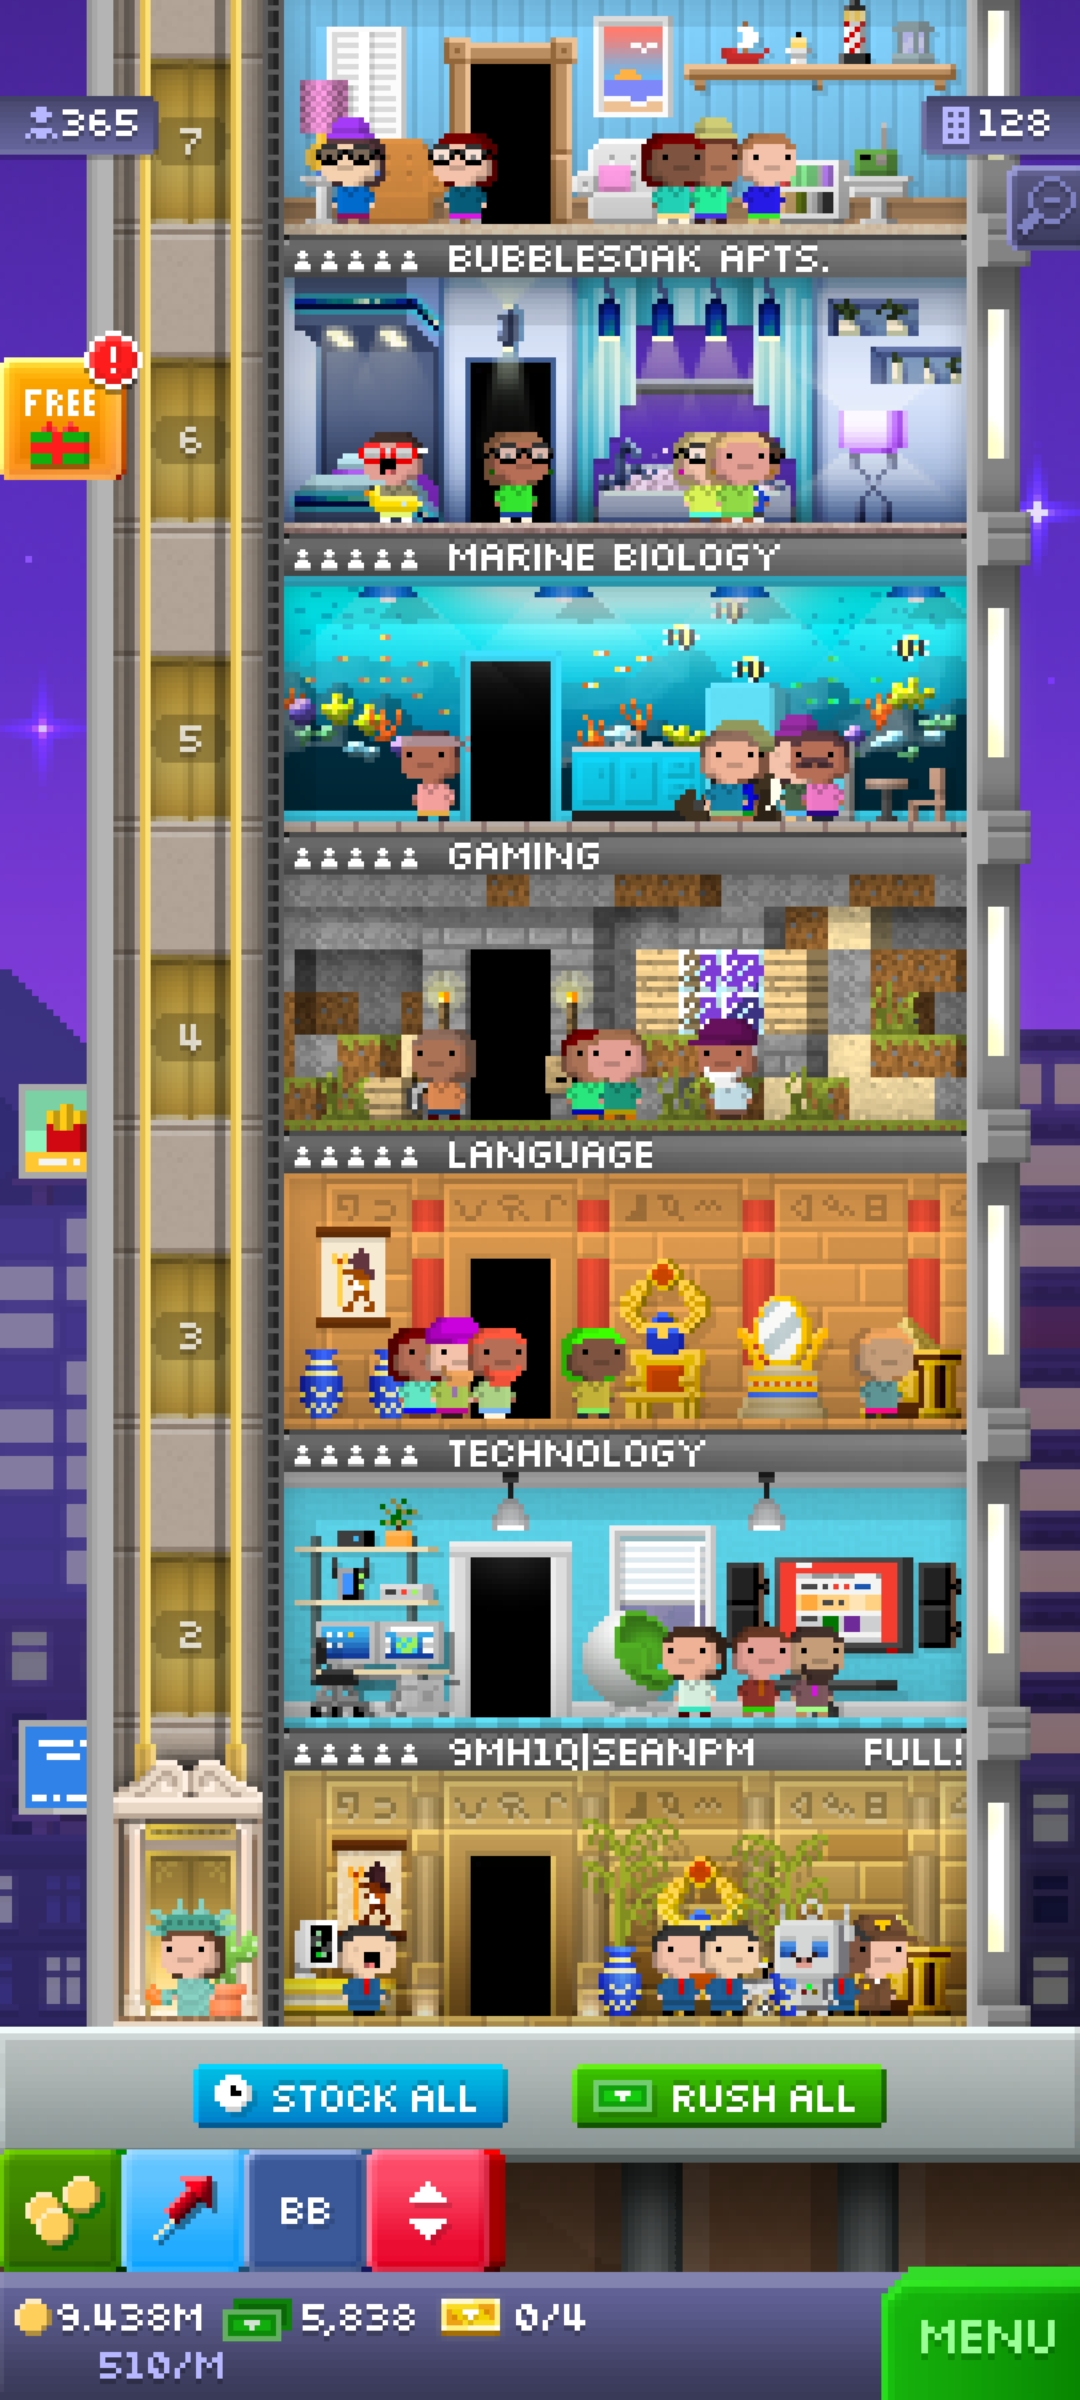 7
365
128
BUBBLESOAK APTS.
FREE
!
6
MARINE BIOLOGY
5
GAMING
4
LANGUAGE
3
TECHNOLOGY
2
9MH1Q|SEANPM FULL!
STOCK ALL
RUSH ALL
BB
9.438M 5,838 0/4
510/M
MENU